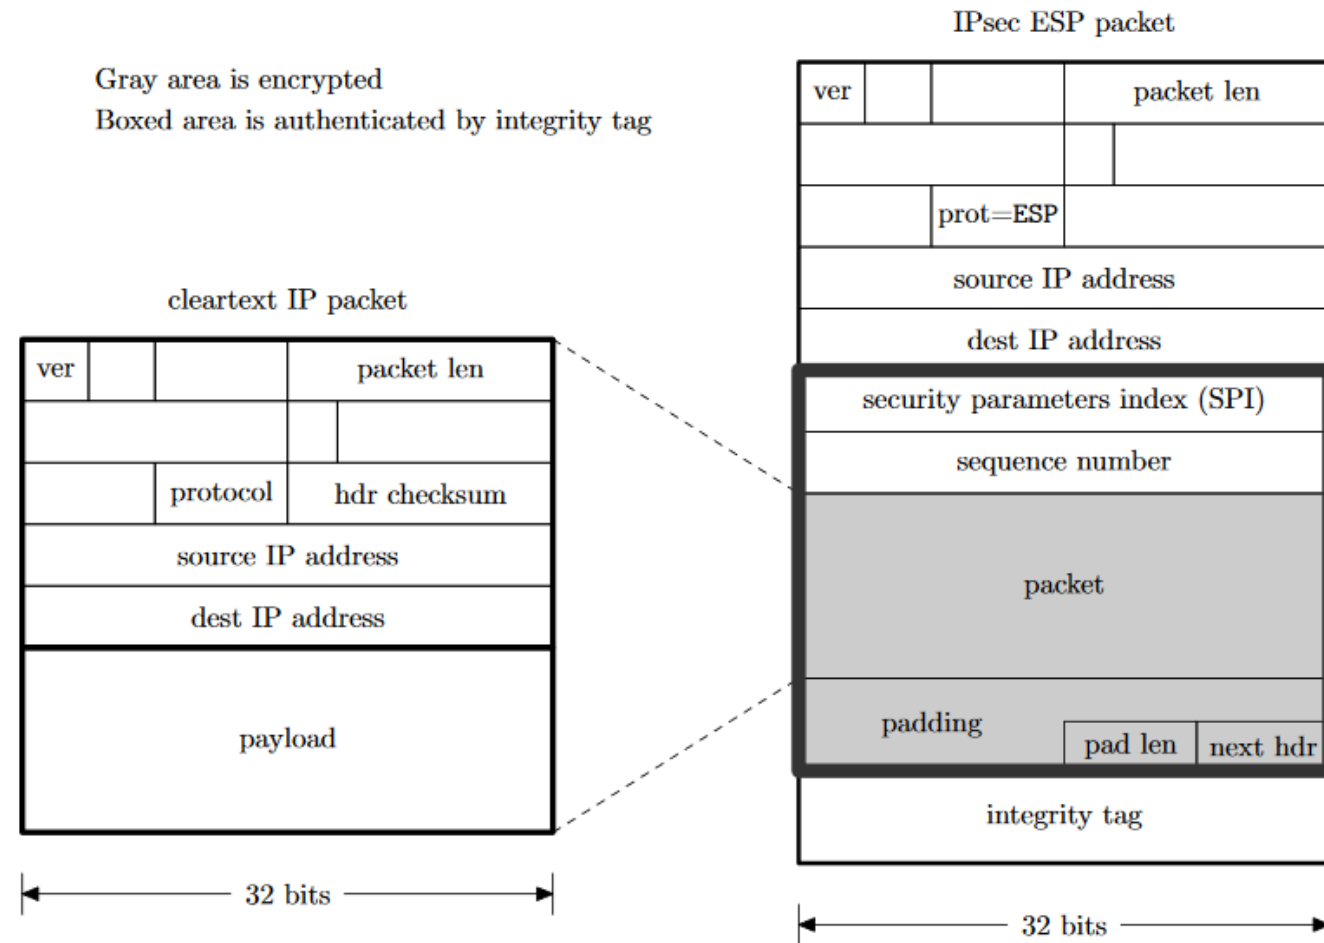 IPsec ESP packet
Gray area is encrypted
Boxed area is authenticated by integrity tag
ver packet len
prot=ESP
source IP address
dest IP address
security parameters index (SPI)
sequence number
packet
padding
pad len next hdr
integrity tag
32 bits
cleartext IP packet
ver packet len
protocol hdr checksum
source IP address
dest IP address
payload
32 bits